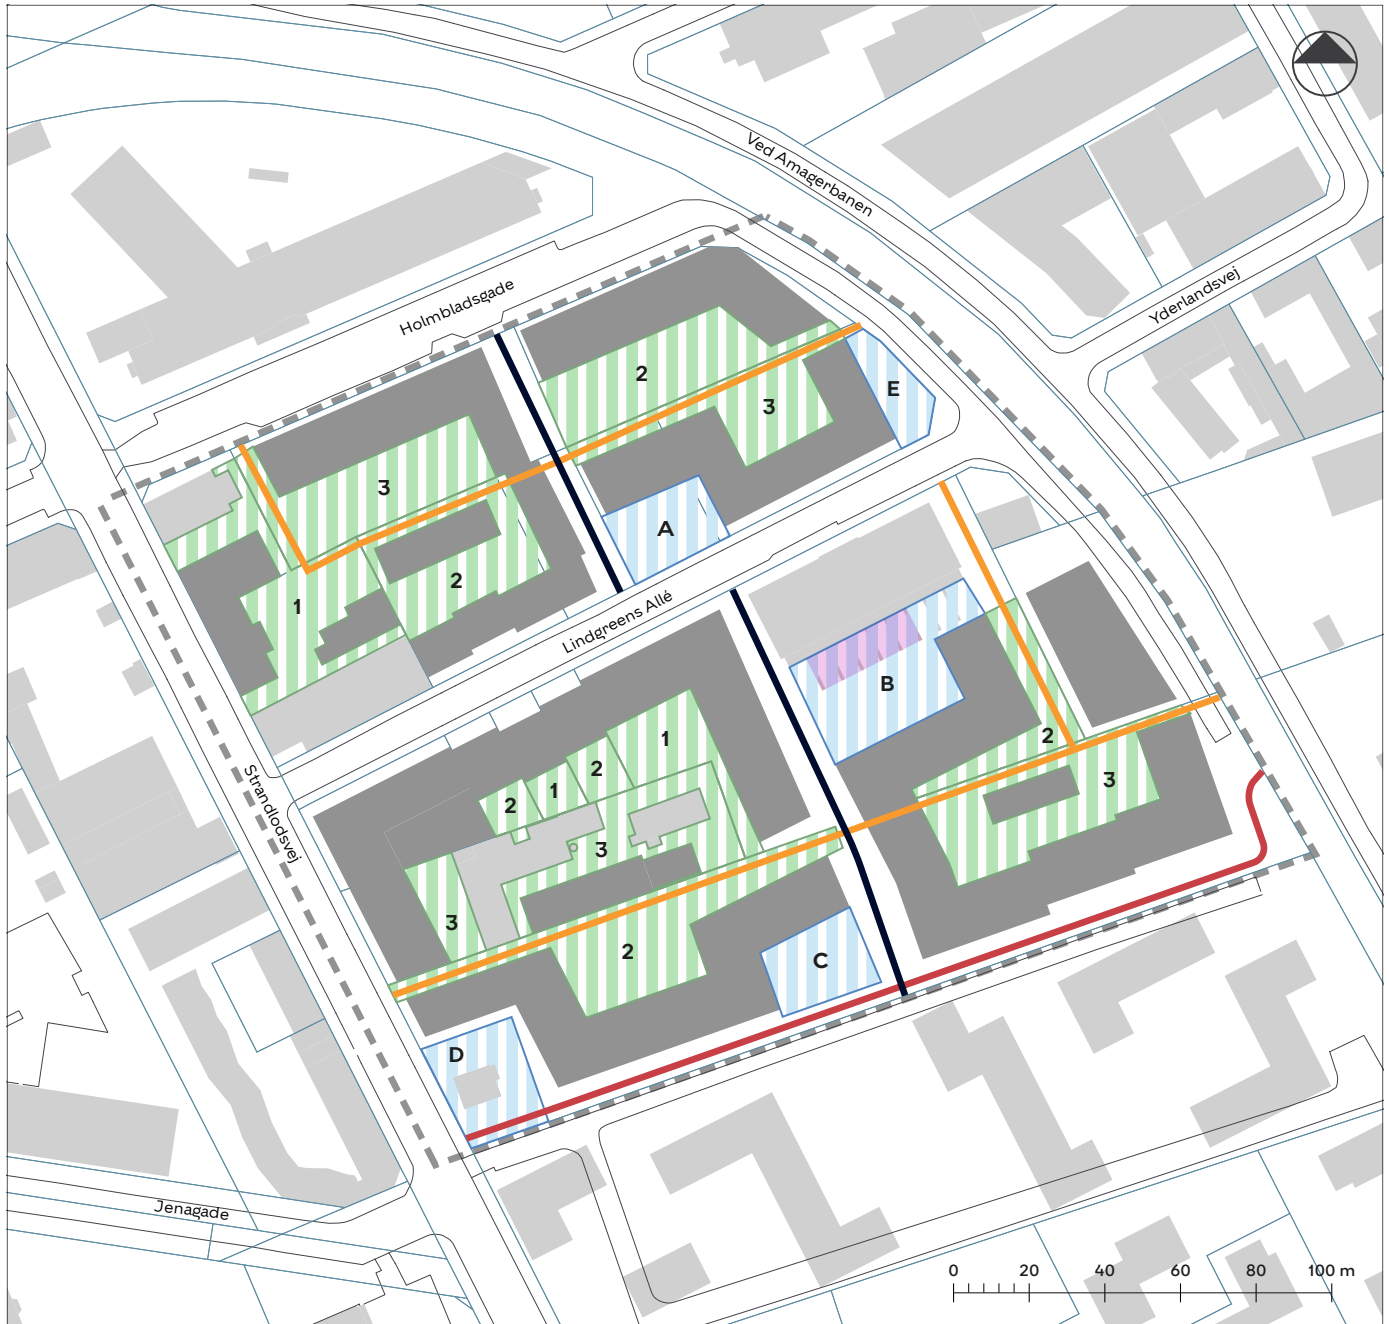 Ved Amagerbanen
Yderlandsvej
Holmbladsgade
2
E
3
3
A
2
1
Lindgreens Allé
B
1
2
2
3
Strandlodsvej
2
1
3
3
2
C
D
Jenagade
0 20 40 60 80 100 m